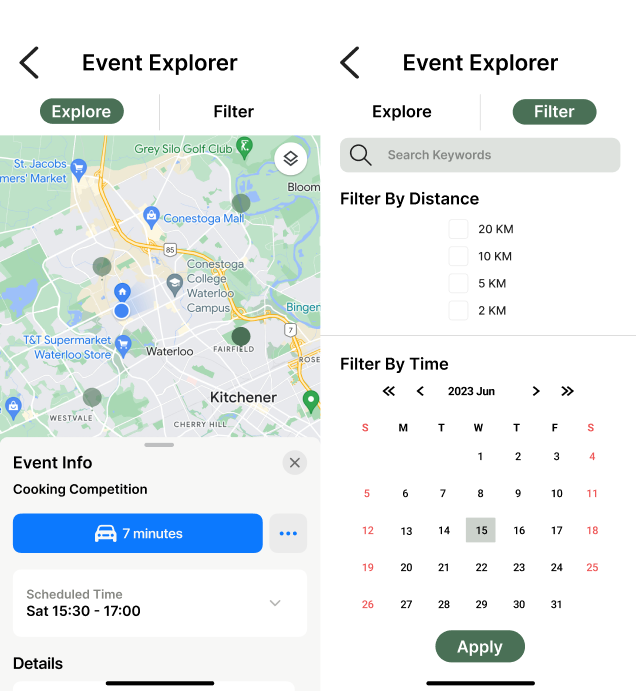 Event Explorer
Explore
Filter
Grey Silo Golf Club
St. Jacobs
mers' Market
Bloom
Conestoga Mall
85
Conestoga
College
Waterloo
Campus
Bingen
7
T&T Supermarket
Waterloo Store
Waterloo
FAIRFIELD
ROSE
Kitchener
WESTVALE
CHERRY HILL
Event Info
Cooking Competition
7 minutes
Scheduled Time
Sat 15:30 - 17:00
Details
Event Explorer
Explore
Filter
Search Keywords
Filter By Distance
20 KM
10 KM
5 KM
2 KM
Filter By Time
2023 Jun
S M T W T F S
1 2 3 4
5 6 7 8 9 10 11
12 13 14 15 16 17 18
19 20 21 22 23 24 25
26 27 28 29 30 31
Apply